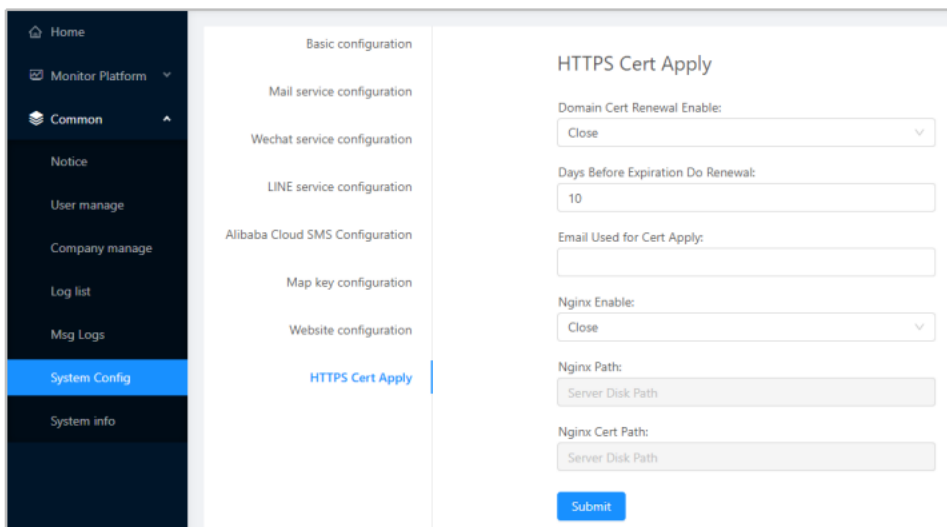 Home
Monitor Platform
Common
Notice
User manage
Company manage
Log list
Msg Logs
System Config
System info
Basic configuration
Mail service configuration
Wechat service configuration
LINE service configuration
Alibaba Cloud SMS Configuration
Map key configuration
Website configuration
HTTPS Cert Apply
HTTPS Cert Apply
Domain Cert Renewal Enable:
Close
Days Before Expiration Do Renewal:
10
Email Used for Cert Apply:
Nginx Enable:
Close
Nginx Path:
Server Disk Path
Nginx Cert Path:
Server Disk Path
Submit